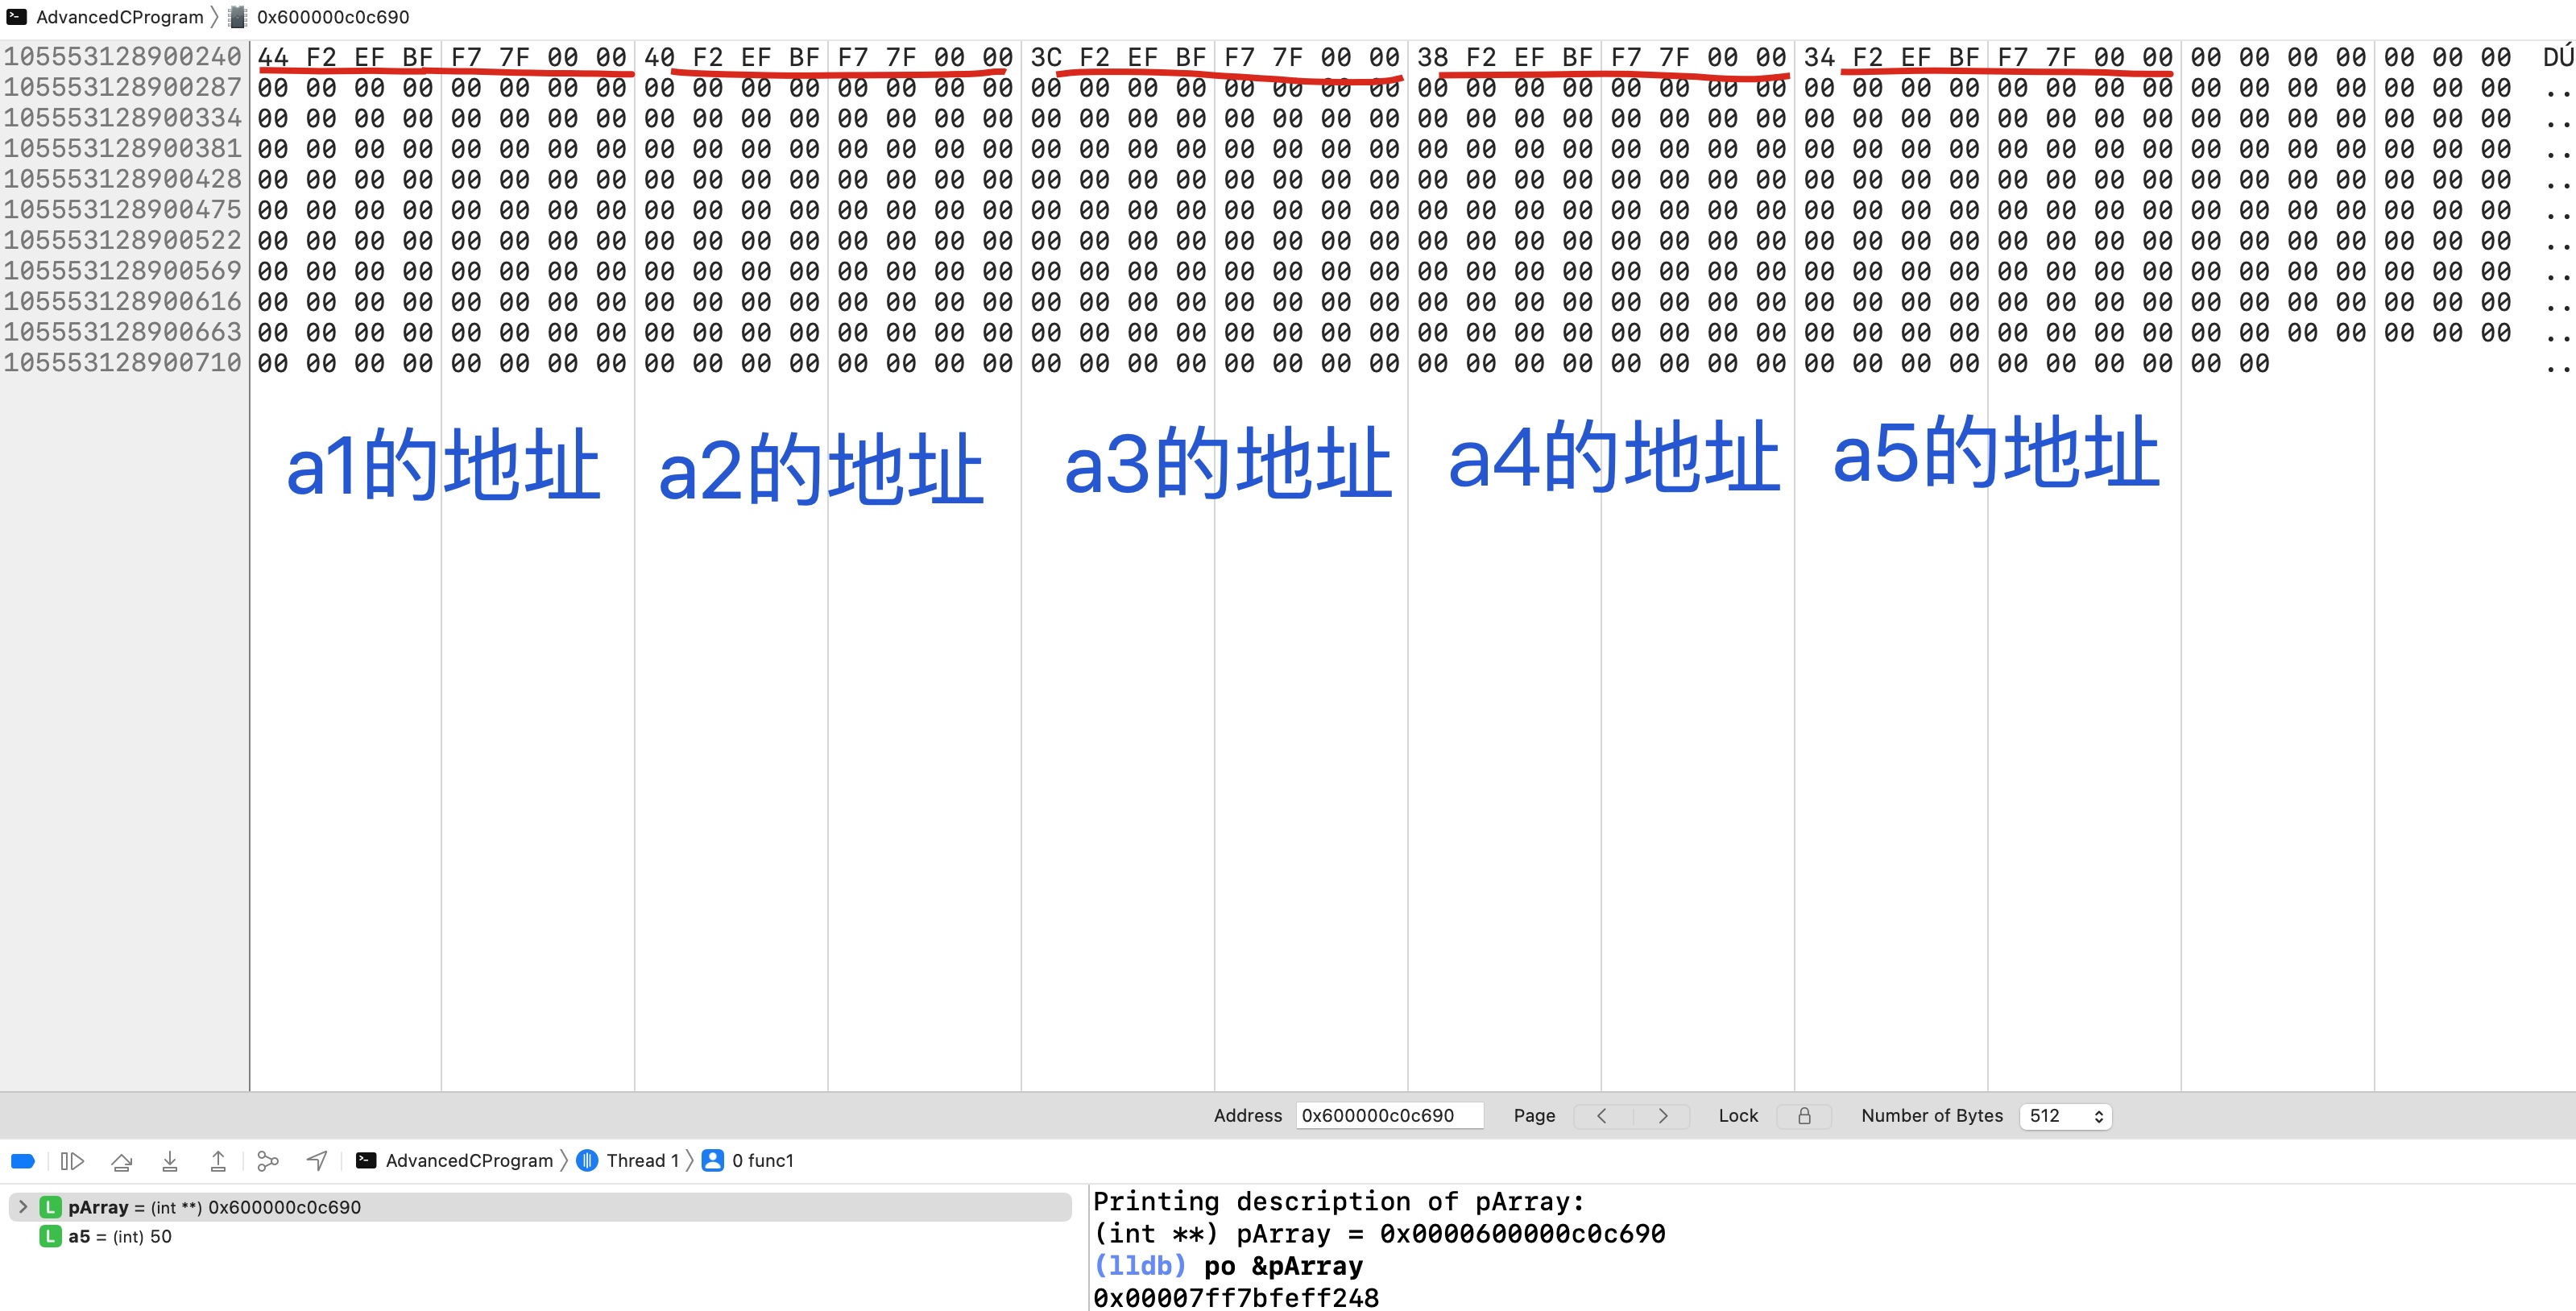 AdvancedCProgram 〉 0x600000c0c690
105553128900240 44 F2 EF BF F7 7F 00 00 40 F2 EF BF F7 7F 00 00 3C F2 EF BF F7 7F 00 00 38 F2 EF BF F7 7F 00 00 34 F2 EF BF F7 7F 00 00 00 00 00 00 00 00 00 DÚ
105553128900287 00 00 00 00 00 00 00 00 00 00 00 00 00 00 00 00 00 00 00 00 00 00 00 00 00 00 00 00 00 00 00 00 00 00 00 00 00 00 00 00 00 00 00 00 00 00 00 ..
105553128900334 00 00 00 00 00 00 00 00 00 00 00 00 00 00 00 00 00 00 00 00 00 00 00 00 00 00 00 00 00 00 00 00 00 00 00 00 00 00 00 00 00 00 00 00 00 00 00 ..
105553128900381 00 00 00 00 00 00 00 00 00 00 00 00 00 00 00 00 00 00 00 00 00 00 00 00 00 00 00 00 00 00 00 00 00 00 00 00 00 00 00 00 00 00 00 00 00 00 00 ..
105553128900428 00 00 00 00 00 00 00 00 00 00 00 00 00 00 00 00 00 00 00 00 00 00 00 00 00 00 00 00 00 00 00 00 00 00 00 00 00 00 00 00 00 00 00 00 00 00 00 ..
105553128900475 00 00 00 00 00 00 00 00 00 00 00 00 00 00 00 00 00 00 00 00 00 00 00 00 00 00 00 00 00 00 00 00 00 00 00 00 00 00 00 00 00 00 00 00 00 00 00 ..
105553128900522 00 00 00 00 00 00 00 00 00 00 00 00 00 00 00 00 00 00 00 00 00 00 00 00 00 00 00 00 00 00 00 00 00 00 00 00 00 00 00 00 00 00 00 00 00 00 00 ..
105553128900569 00 00 00 00 00 00 00 00 00 00 00 00 00 00 00 00 00 00 00 00 00 00 00 00 00 00 00 00 00 00 00 00 00 00 00 00 00 00 00 00 00 00 00 00 00 00 00 ..
105553128900616 00 00 00 00 00 00 00 00 00 00 00 00 00 00 00 00 00 00 00 00 00 00 00 00 00 00 00 00 00 00 00 00 00 00 00 00 00 00 00 00 00 00 00 00 00 00 00 ..
105553128900663 00 00 00 00 00 00 00 00 00 00 00 00 00 00 00 00 00 00 00 00 00 00 00 00 00 00 00 00 00 00 00 00 00 00 00 00 00 00 00 00 00 00 00 00 00 00 00 ..
105553128900710 00 00 00 00 00 00 00 00 00 00 00 00 00 00 00 00 00 00 00 00 00 00 00 00 00 00 00 00 00 00 00 00 00 00 00 00 00 00 00 00 00 00 ..
a1的地址 a2的地址 a3的地址 a4的地址 a5的地址
Address 0x600000c0c690 Page Lock Number of Bytes 512
AdvancedCProgram 〉 Thread 1 〉 0 func1
L pArray = (int **) 0x600000c0c690
L a5 = (int) 50
Printing description of pArray:
(int **) pArray = 0x0000600000c0c690
(lldb) po &pArray
0x00007ff7bfeff248